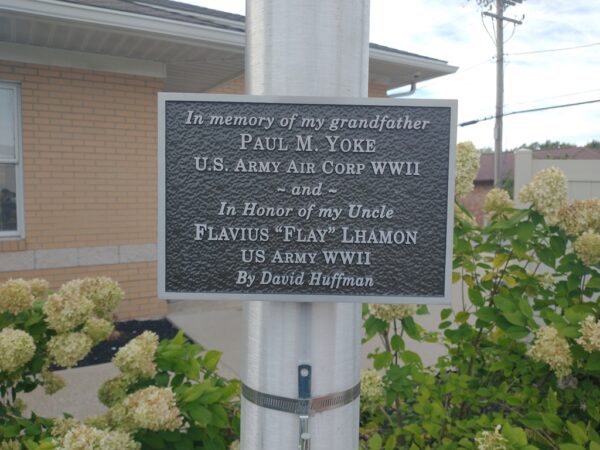 In memory of my grandfather
PAUL M. YOKE
U.S. ARMY AIR CORP WWII
~ and ~
In Honor of my Uncle
FLAVIUS "FLAY" LHAMON
US ARMY WWII
By David Huffman